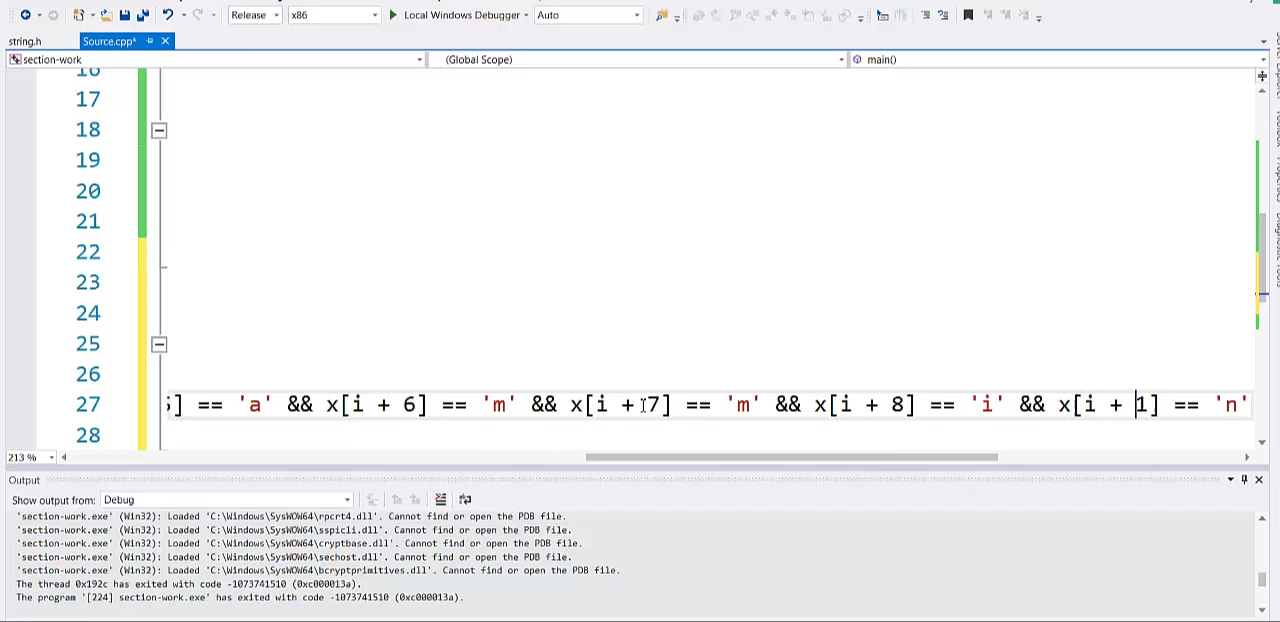 Release x86 Local Windows Debugger Auto
string.h Source.cpp*
section-work (Global Scope) main()
16
17
18
19
20
21
22
23
24
25
26
27 5] == 'a' && x[i + 6] == 'm' && x[i + 7] == 'm' && x[i + 8] == 'i' && x[i + 1] == 'n'
28
213 %
Output
Show output from: Debug
'section-work.exe' (Win32): Loaded 'C:\Windows\SysWOW64\rpcrt4.dll'. Cannot find or open the PDB file.
'section-work.exe' (Win32): Loaded 'C:\Windows\SysWOW64\sspicli.dll'. Cannot find or open the PDB file.
'section-work.exe' (Win32): Loaded 'C:\Windows\SysWOW64\cryptbase.dll'. Cannot find or open the PDB file.
'section-work.exe' (Win32): Loaded 'C:\Windows\SysWOW64\sechost.dll'. Cannot find or open the PDB file.
'section-work.exe' (Win32): Loaded 'C:\Windows\SysWOW64\bcryptprimitives.dll'. Cannot find or open the PDB file.
The thread 0x192c has exited with code -1073741510 (0xc000013a).
The program '[224] section-work.exe' has exited with code -1073741510 (0xc000013a).